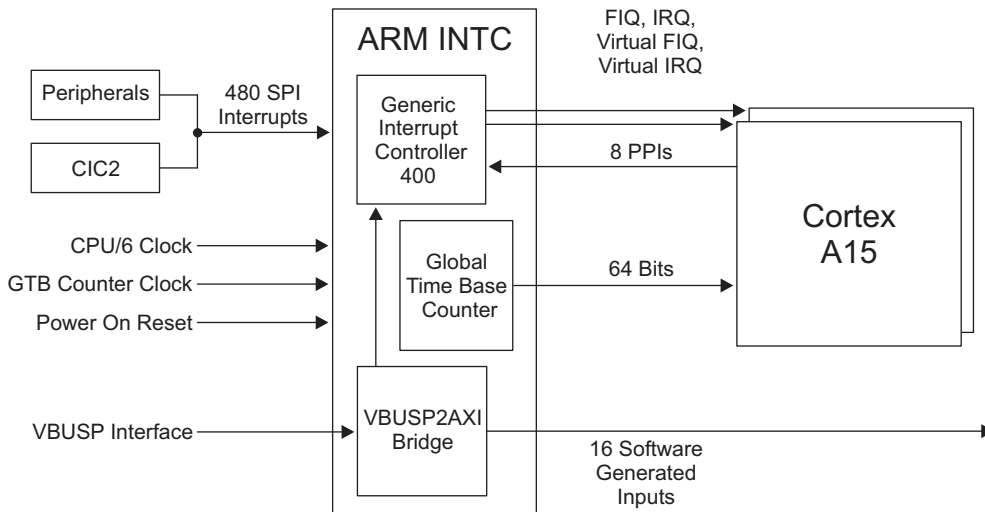 ARM INTC
FIQ, IRQ,
Virtual FIQ,
Virtual IRQ
Peripherals
CIC2
480 SPI
Interrupts
Generic
Interrupt
Controller
400
8 PPIs
Cortex
A15
CPU/6 Clock
GTB Counter Clock
Power On Reset
Global
Time Base
Counter
64 Bits
VBUSP Interface
VBUSP2AXI
Bridge
16 Software
Generated
Inputs